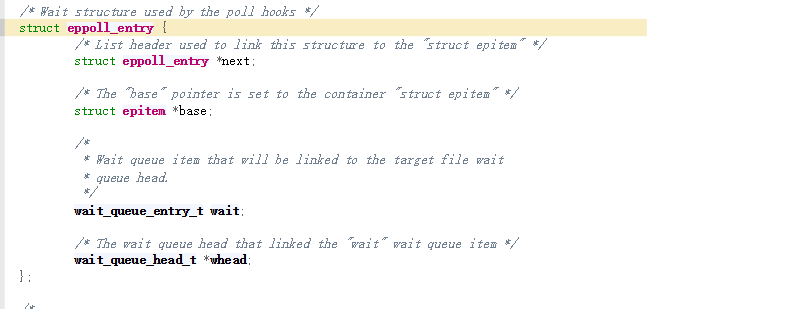 /* Wait structure used by the poll hooks */
struct eppoll_entry {
/* List header used to link this structure to the "struct epitem" */
struct eppoll_entry *next;
/* The "base" pointer is set to the container "struct epitem" */
struct epitem *base;
/*
* Wait queue item that will be linked to the target file wait
* queue head.
*/
wait_queue_entry_t wait;
/* The wait queue head that linked the "wait" wait queue item */
wait_queue_head_t *whead;
};
/*